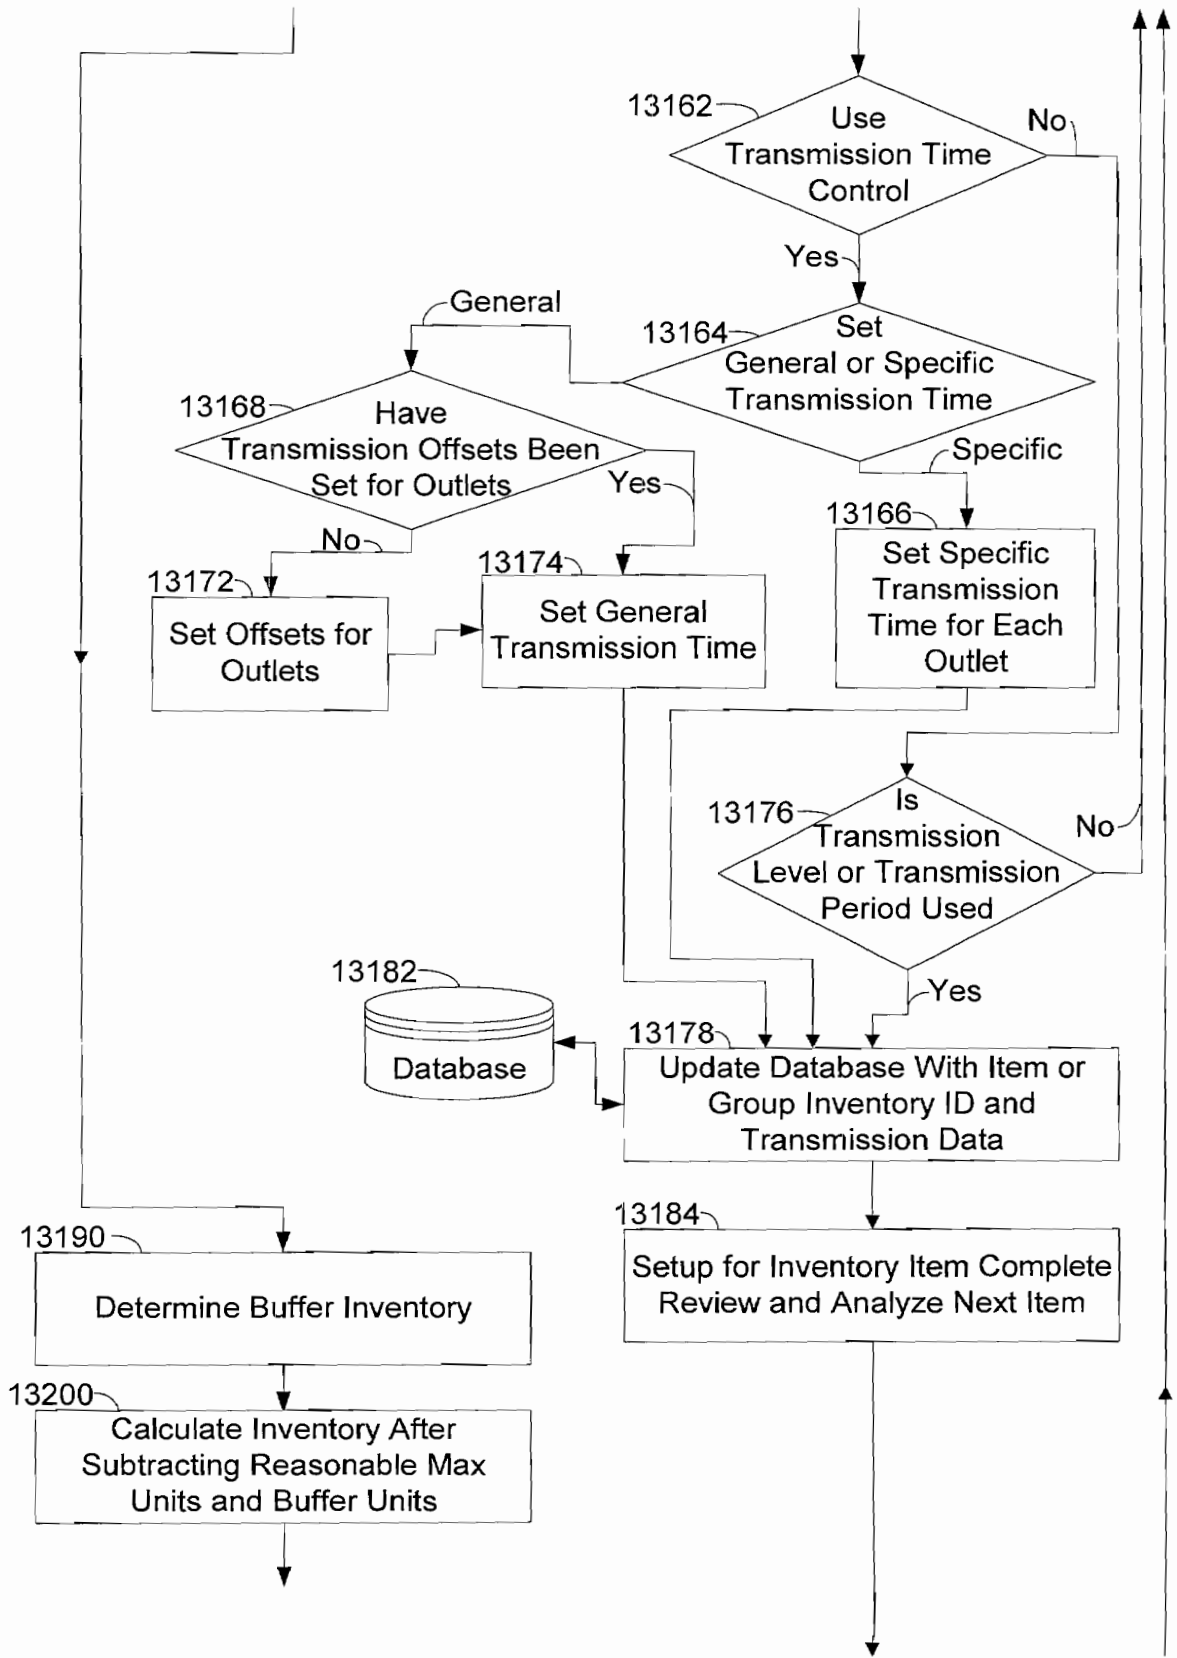 13162
Use
Transmission Time
Control
No
Yes
General
13164
Set
General or Specific
Transmission Time
13168
Have
Transmission Offsets Been
Set for Outlets
Specific
Yes
No
13166
Set Specific
Transmission
Time for Each
Outlet
13172
Set Offsets for
Outlets
13174
Set General
Transmission Time
13176
Is
Transmission
Level or Transmission
Period Used
No
Yes
13182
Database
13178
Update Database With Item or
Group Inventory ID and
Transmission Data
13184
Setup for Inventory Item Complete
Review and Analyze Next Item
13190
Determine Buffer Inventory
13200
Calculate Inventory After
Subtracting Reasonable Max
Units and Buffer Units